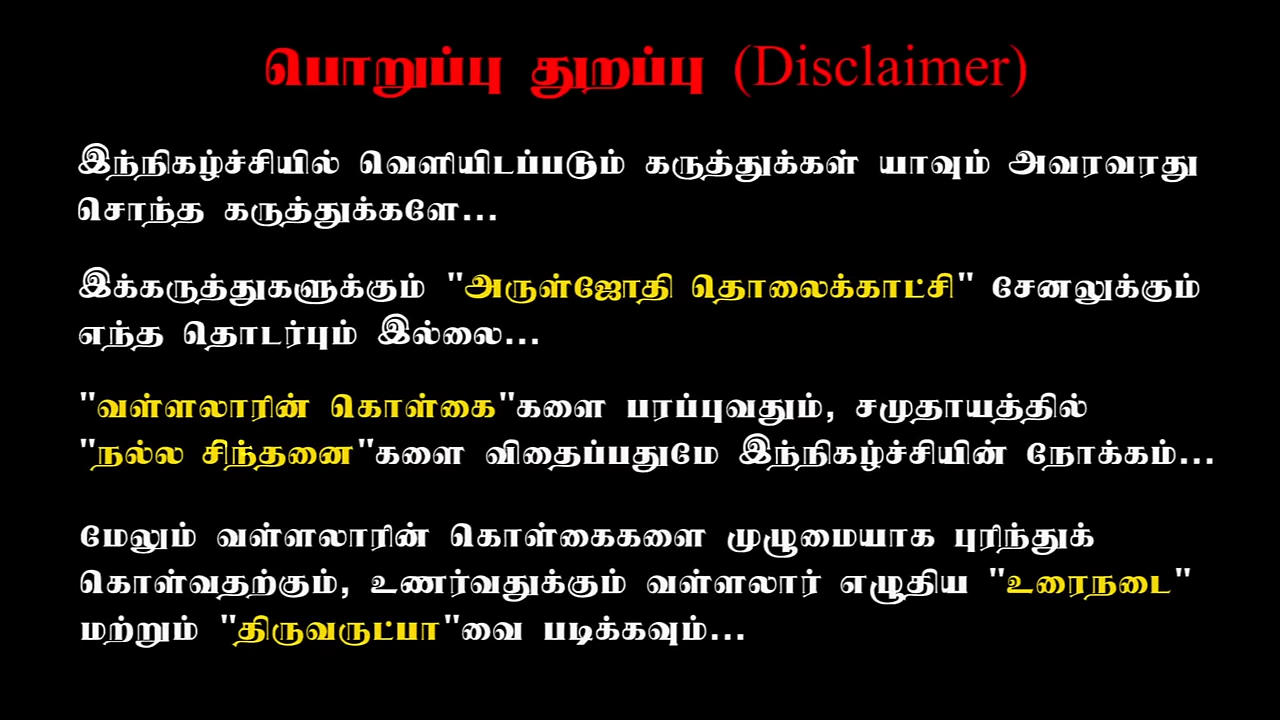 பொறுப்பு துறப்பு (Disclaimer)
இந்நிகழ்ச்சியில் வெளியிடப்படும் கருத்துக்கள் யாவும் அவரவரது
சொந்த கருத்துக்களே...
இக்கருத்துகளுக்கும் "அருள்ஜோதி தொலைக்காட்சி" சேனலுக்கும்
எந்த தொடர்பும் இல்லை...
"வள்ளலாரின் கொள்கை"களை பரப்புவதும், சமுதாயத்தில்
"நல்ல சிந்தனை"களை விதைப்பதுமே இந்நிகழ்ச்சியின் நோக்கம்...
மேலும் வள்ளலாரின் கொள்கைகளை முழுமையாக புரிந்துக்
கொள்வதற்கும், உணர்வதுக்கும் வள்ளலார் எழுதிய "உரைநடை"
மற்றும் "திருவருட்பா"வை படிக்கவும்...